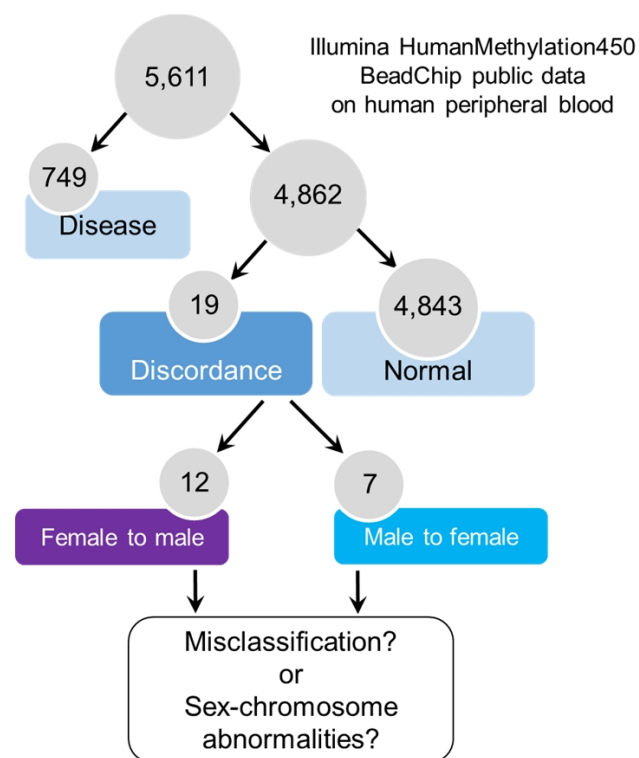 5,611
Illumina HumanMethylation450
BeadChip public data
on human peripheral blood
749
Disease
4,862
19
Discordance
4,843
Normal
12
Female to male
7
Male to female
Misclassification?
or
Sex-chromosome
abnormalities?